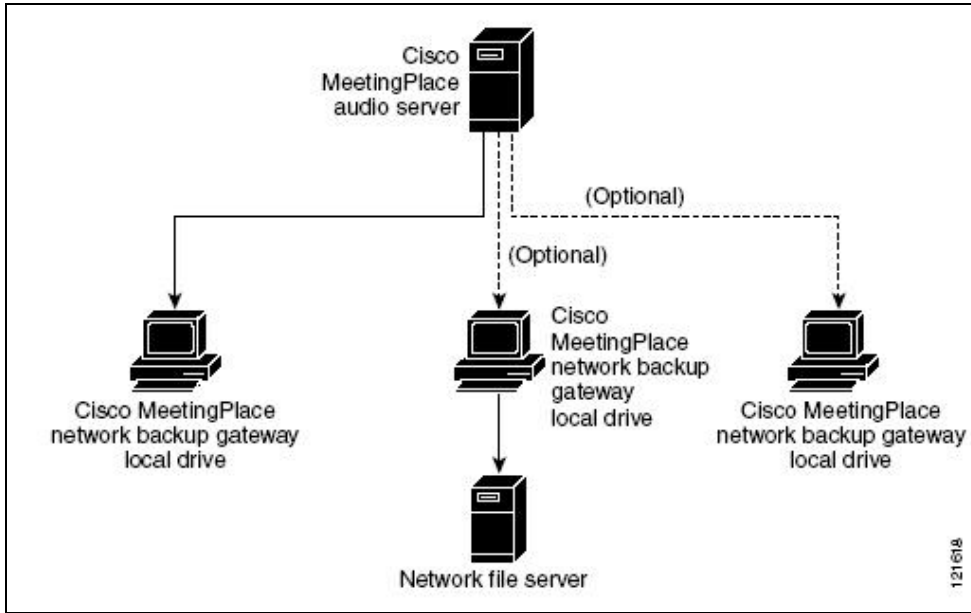 Cisco
MeetingPlace
audio server
(Optional)
(Optional)
Cisco MeetingPlace
network backup gateway
local drive
Cisco
MeetingPlace
network backup
gateway
local drive
Cisco MeetingPlace
network backup gateway
local drive
Network file server
121618